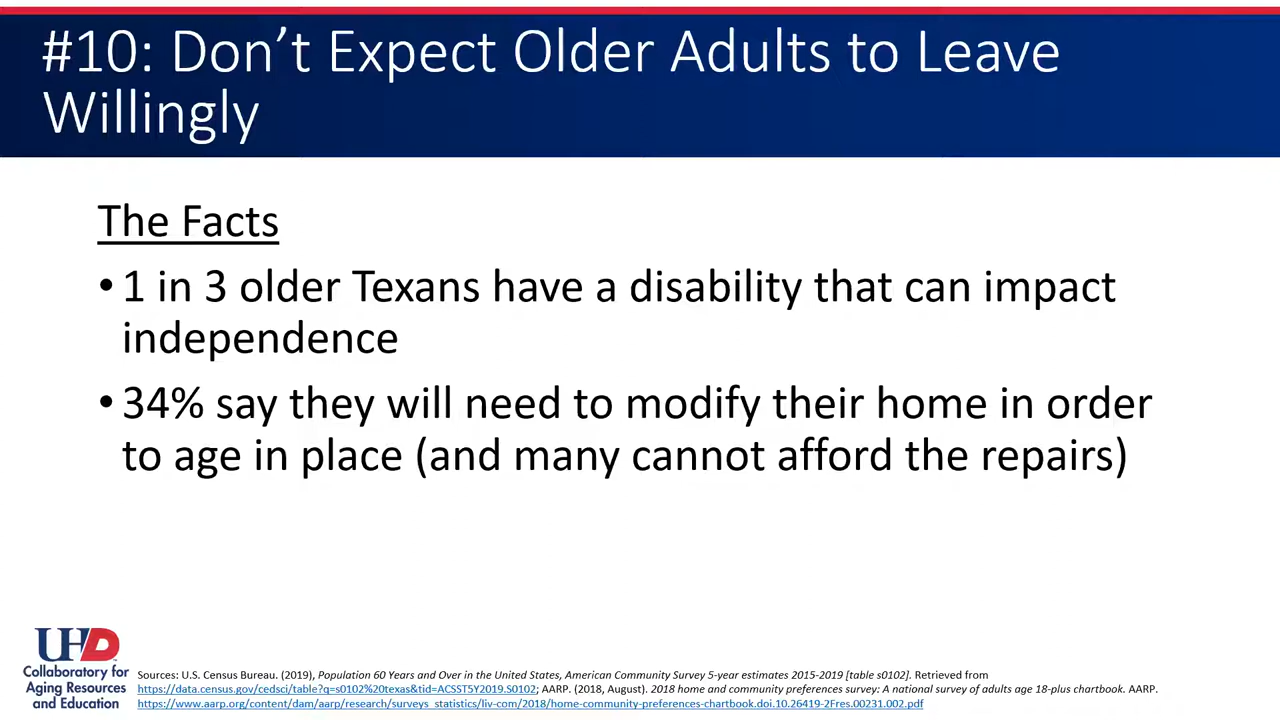 #10: Don’t Expect Older Adults to Leave
Willingly
The Facts
• 1 in 3 older Texans have a disability that can impact
independence
• 34% say they will need to modify their home in order
to age in place (and many cannot afford the repairs)
UHD
Collaboratory for
Aging Resources
and Education
Sources: U.S. Census Bureau. (2019), Population 60 Years and Over in the United States, American Community Survey 5-year estimates 2015-2019 [table s0102]. Retrieved from
https://data.census.gov/cedsci/table?q=s0102%20texas&tid=ACSST5Y2019.S0102; AARP. (2018, August). 2018 home and community preferences survey: A national survey of adults age 18-plus chartbook. AARP.
https://www.aarp.org/content/dam/aarp/research/surveys_statistics/liv-com/2018/home-community-preferences-chartbook.doi.10.26419-2Fres.00231.002.pdf